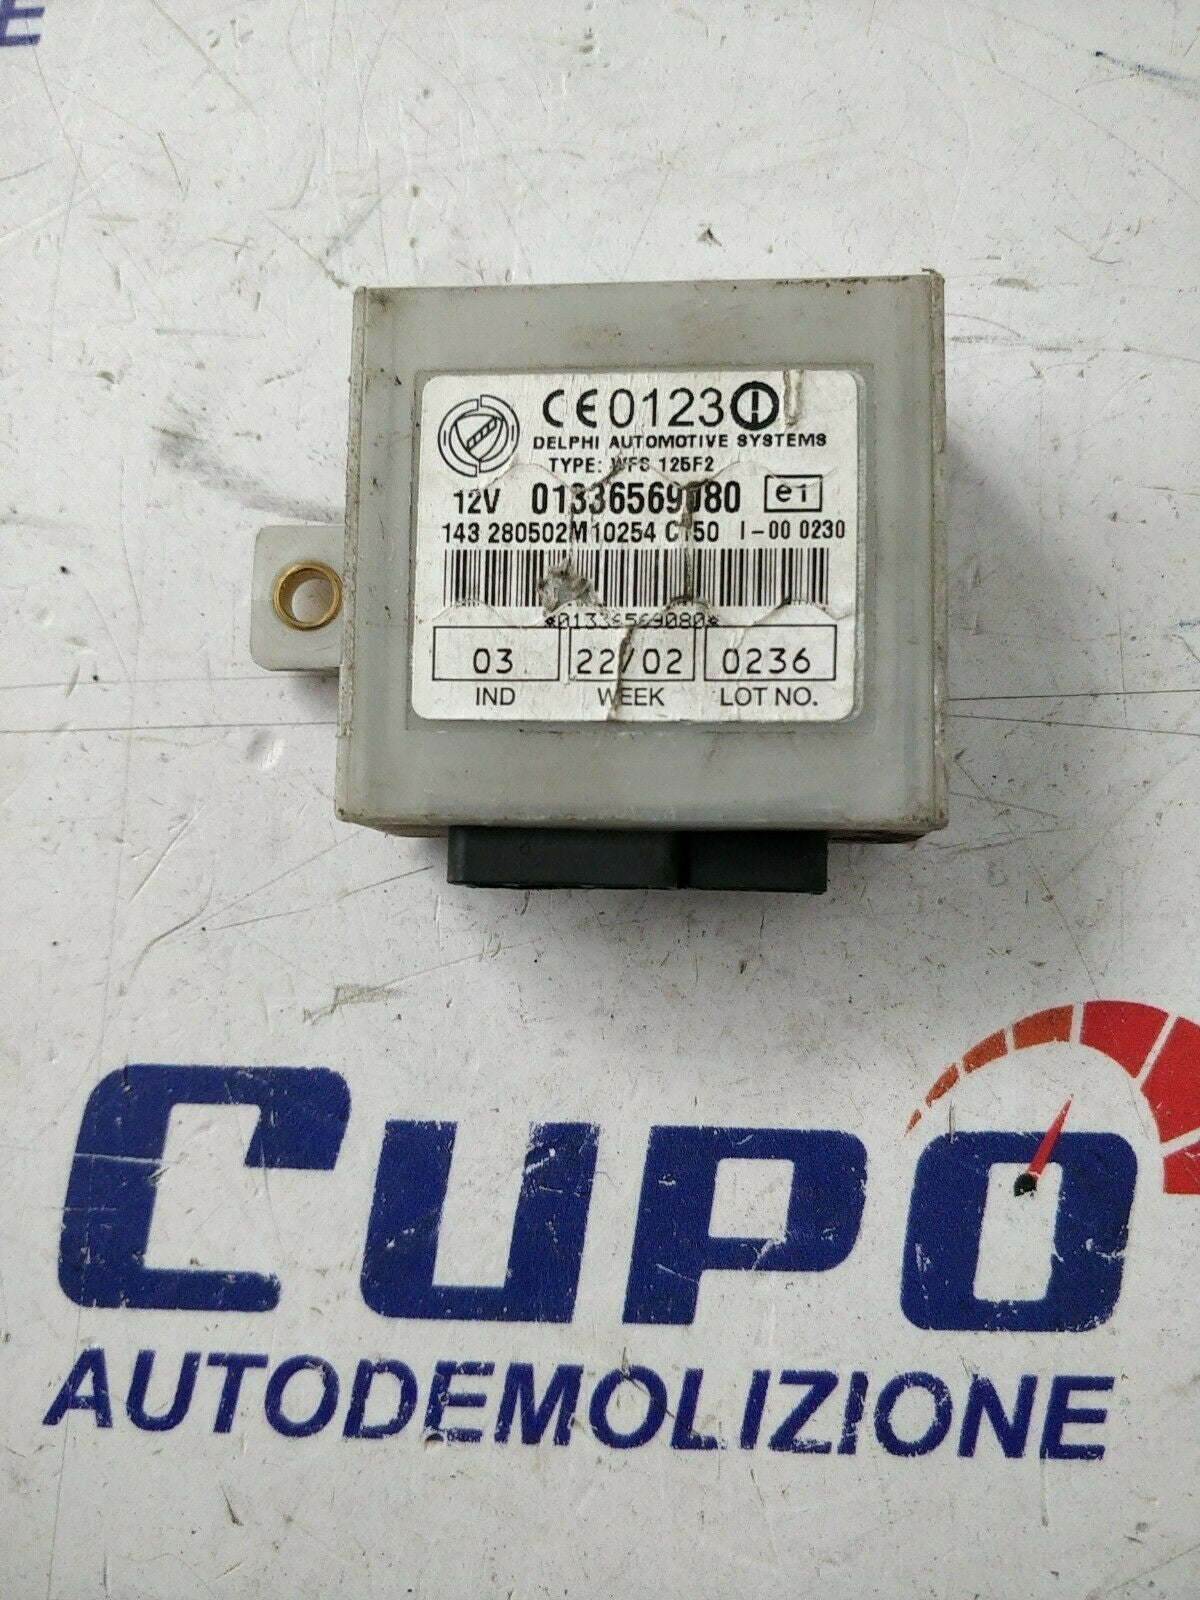 E
CE0123
DELPHI AUTOMOTIVE SYSTEMS
TYPE: WFS 125F2
12V 01336569080 e1
143 280502M10254 C150 I-00 0230
*01336569080*
03 22/02 0236
IND WEEK LOT NO.
CUPO
AUTODEMOLIZIONE